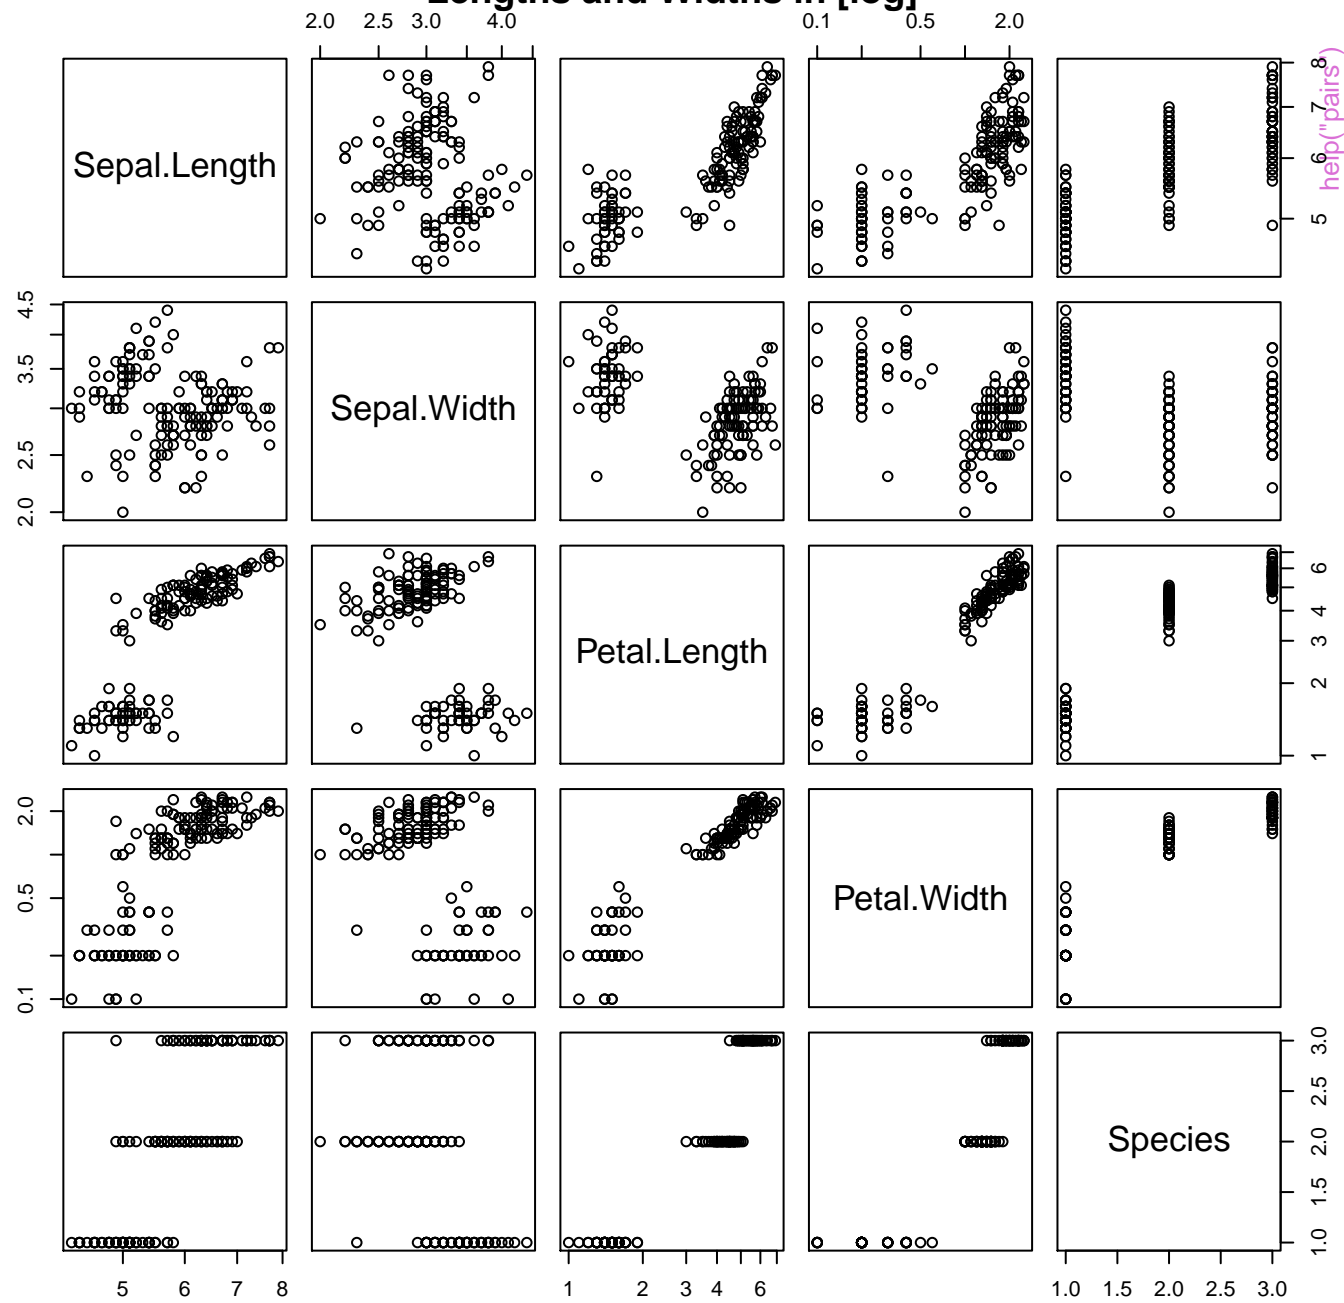 Lengths and Widths in [log]
2.0 2.5 3.0 4.0
0.1 0.5 2.0
Sepal.Length
5 6 7 8
help("pairs")
2.0 2.5 3.5 4.5
Sepal.Width
Petal.Length
1 2 3 4 6
0.1 0.5 2.0
Petal.Width
Species
1.0 1.5 2.0 2.5 3.0
5 6 7 8
1 2 3 4 6
1.0 1.5 2.0 2.5 3.0